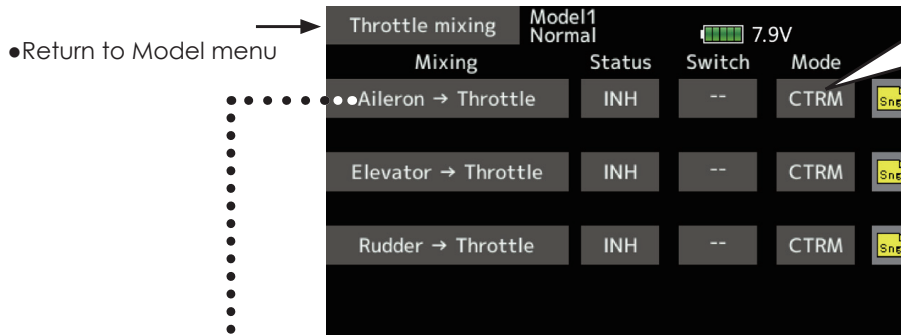 ●Return to Model menu
Throttle mixing
Model1
Normal
7.9V
Mixing Status Switch Mode
Aileron → Throttle INH -- CTRM
Elevator → Throttle INH -- CTRM
Rudder → Throttle INH -- CTRM